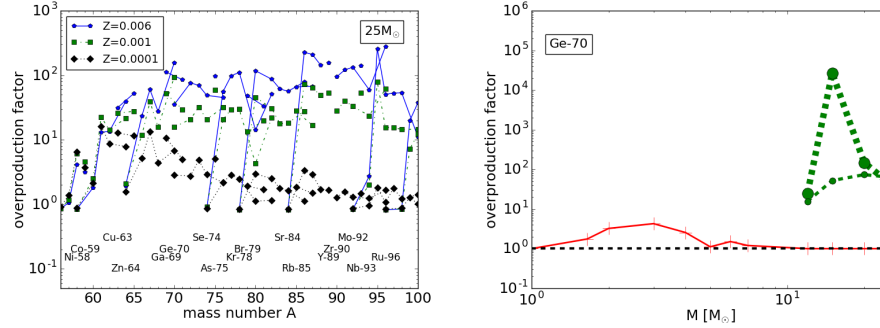 Z=0.006
Z=0.001
Z=0.0001
25M☉
overproduction factor
10³
10²
10¹
10⁰
10⁻¹
Cu-63 Se-74 Sr-84 Mo-92
Co-59 Ge-70 Br-79 Zr-90
Ni-58 Ga-69 Kr-78 Y-89 Ru-96
Zn-64 As-75 Rb-85 Nb-93
60 65 70 75 80 85 90 95 100
mass number A
Ge-70
overproduction factor
10⁶
10⁵
10⁴
10³
10²
10¹
10⁰
10⁻¹
10⁰ 10¹
M [M☉]